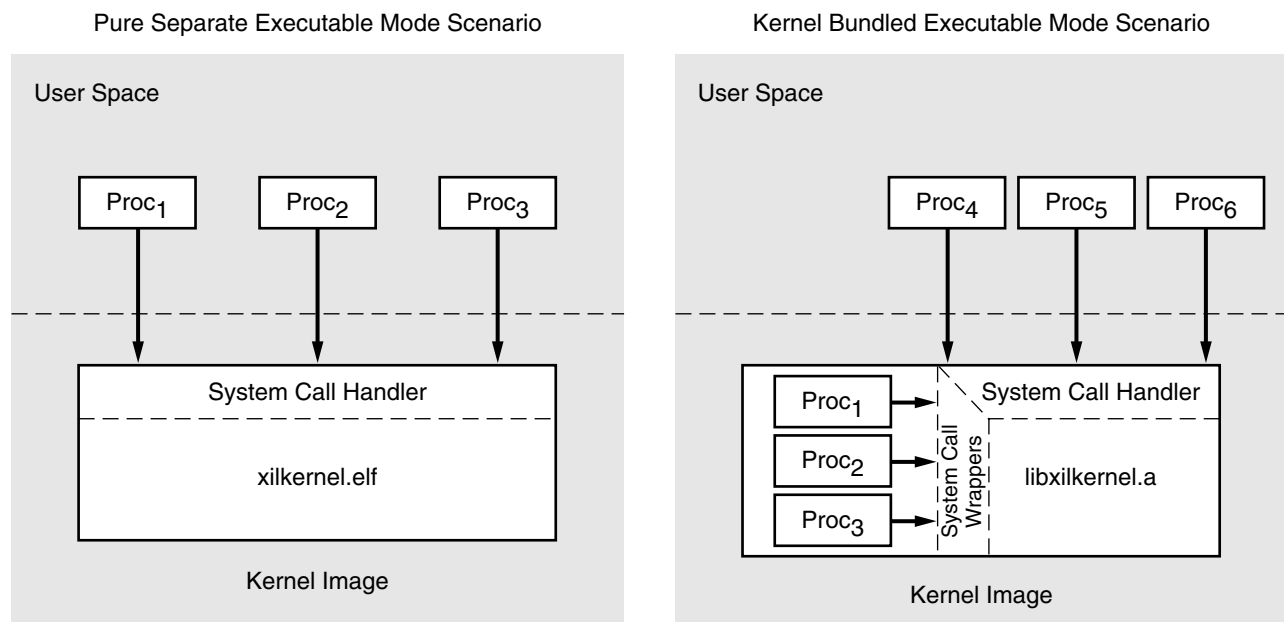 Pure Separate Executable Mode Scenario
User Space
Proc1
Proc2
Proc3
System Call Handler
xilkernel.elf
Kernel Image
Kernel Bundled Executable Mode Scenario
User Space
Proc4
Proc5
Proc6
Proc1
Proc2
Proc3
System Call
Wrappers
System Call Handler
libxilkernel.a
Kernel Image